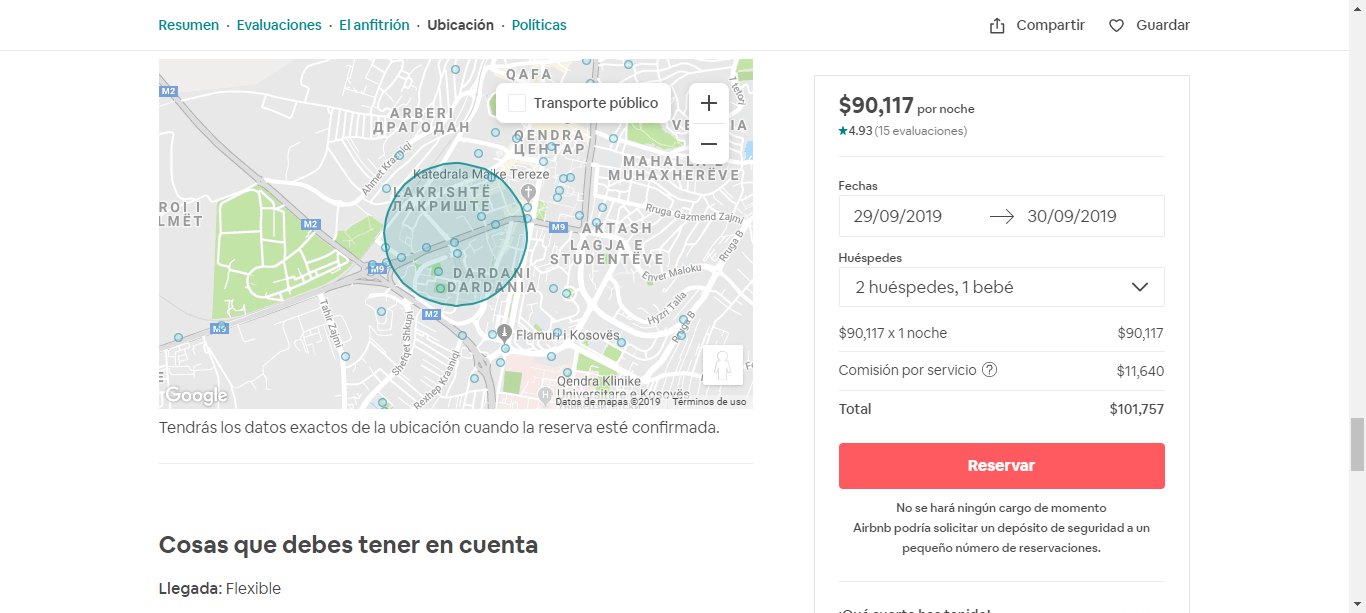 Resumen · Evaluaciones · El anfitrión · Ubicación · Políticas
Compartir
Guardar
M2
QAFA
Transporte público
+
−
1 tetori
ARBERI
ДРАГОДАН
QENDRA
ЦЕНТАР
MAHALLA E
MUHAXHERËVE
Ahmet Krasniqi
Katedrala Majke Tereze
LAKRISHTË
ЛАКРИШТЕ
M2
M9
Rruga Gazmend Zajmi
AKTASH
LAGJA E
STUDENTËVE
Rruga B
M9
DARDANI
DARDANIA
Enver Maloku
Hyzri Talla
Rruga B
M2
M9
Tahir Zajmi
Shefqet Shkupi
Rexhep Krasniqi
Flamuri i Kosovës
Qendra Klinike
Universitare e Kosovës
Google
Datos de mapas ©2019
Términos de uso
Tendrás los datos exactos de la ubicación cuando la reserva esté confirmada.
Cosas que debes tener en cuenta
Llegada: Flexible
$90,117 por noche
★4.93 (15 evaluaciones)
Fechas
29/09/2019 → 30/09/2019
Huéspedes
2 huéspedes, 1 bebé
$90,117 x 1 noche $90,117
Comisión por servicio ? $11,640
Total $101,757
Reservar
No se hará ningún cargo de momento
Airbnb podría solicitar un depósito de seguridad a un
pequeño número de reservaciones.